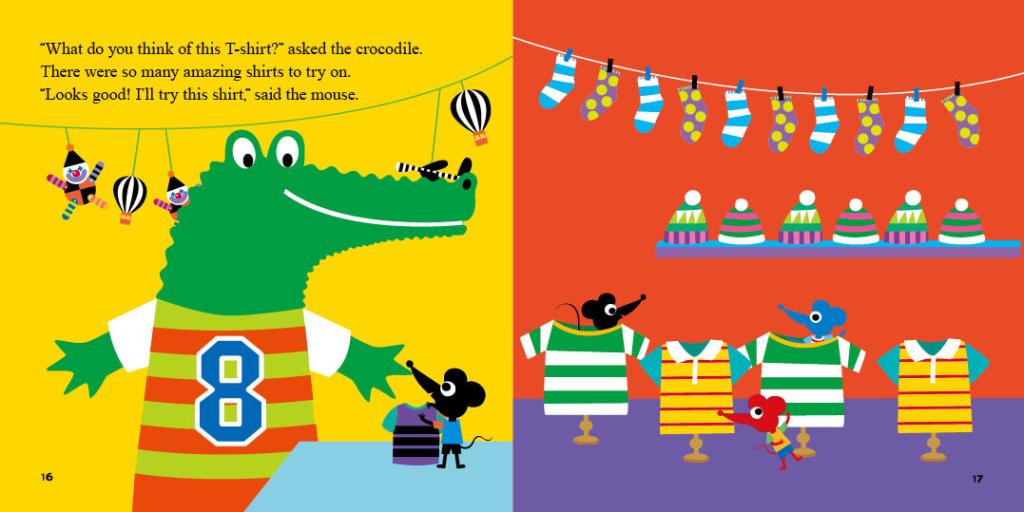 "What do you think of this T-shirt?" asked the crocodile.
There were so many amazing shirts to try on.
"Looks good! I'll try this shirt," said the mouse.
8
16
17